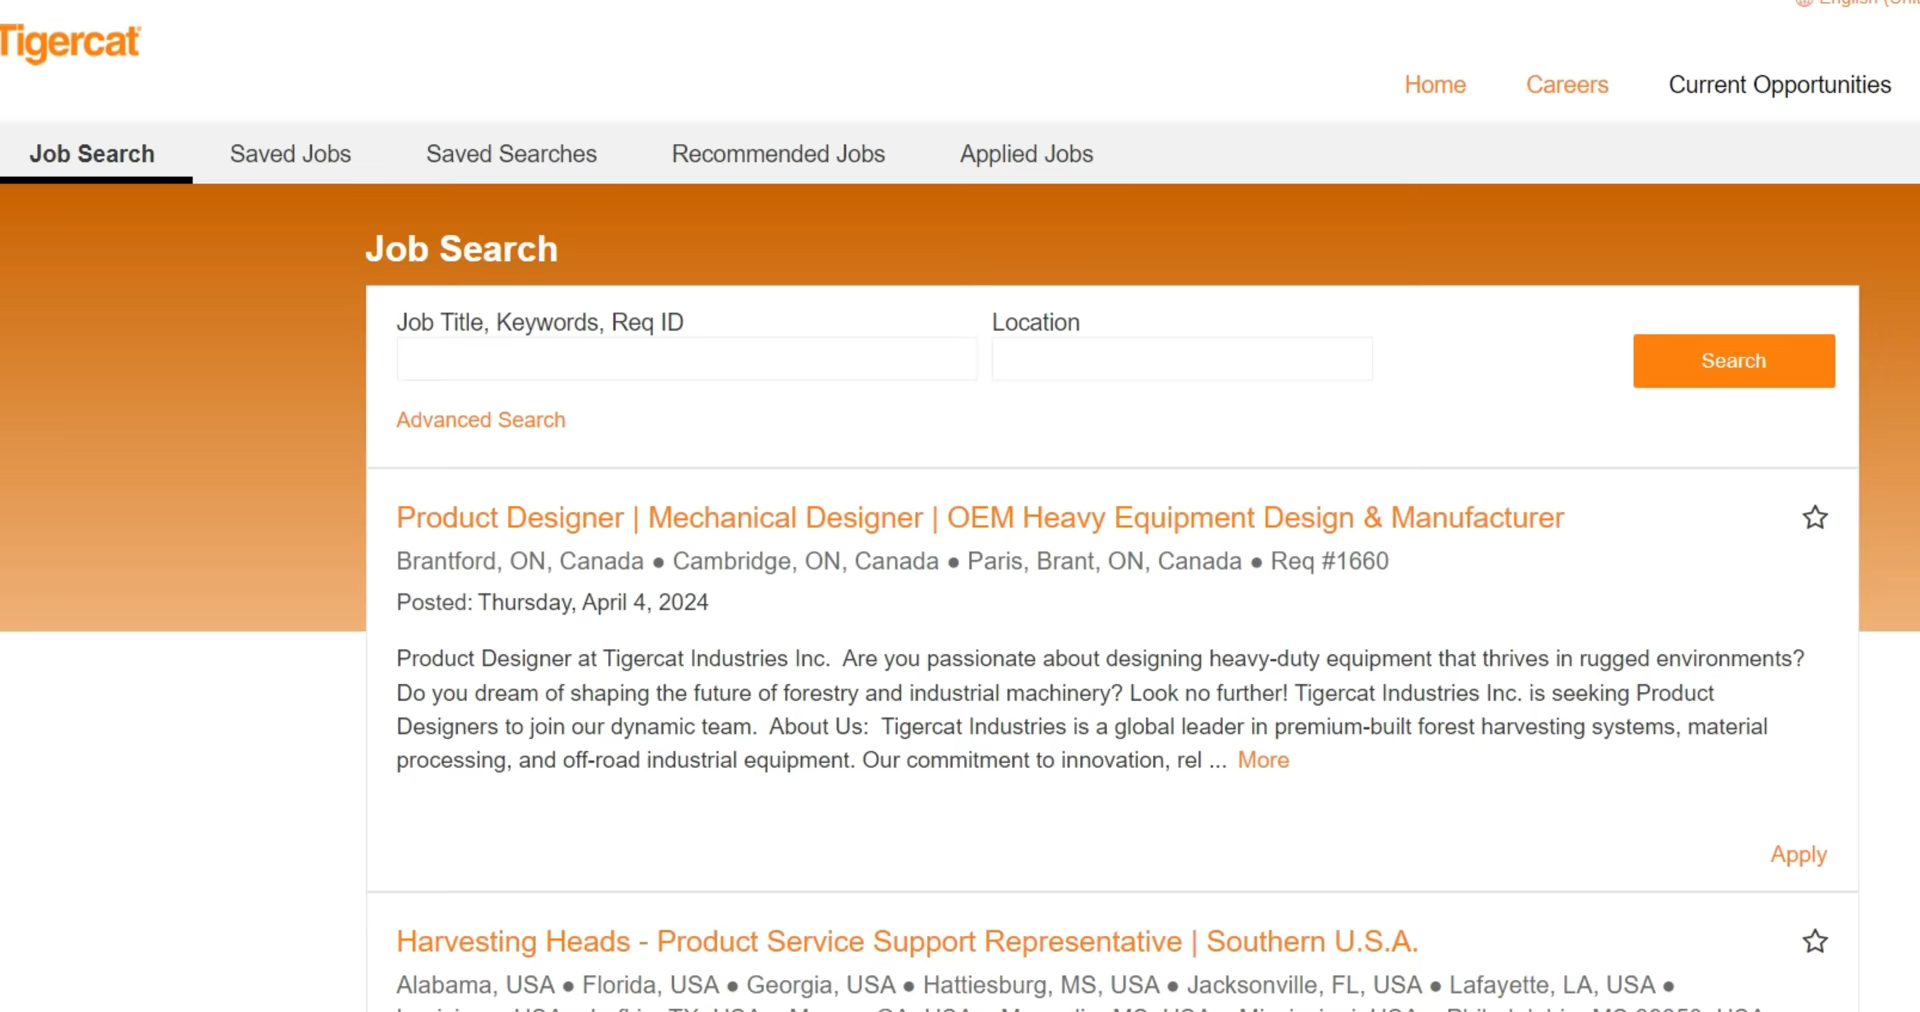 English (Unit
Tigercat
Home Careers Current Opportunities
Job Search Saved Jobs Saved Searches Recommended Jobs Applied Jobs
Job Search
Job Title, Keywords, Req ID Location
Search
Advanced Search
Product Designer | Mechanical Designer | OEM Heavy Equipment Design & Manufacturer
Brantford, ON, Canada ● Cambridge, ON, Canada ● Paris, Brant, ON, Canada ● Req #1660
Posted: Thursday, April 4, 2024
Product Designer at Tigercat Industries Inc.  Are you passionate about designing heavy-duty equipment that thrives in rugged environments?
Do you dream of shaping the future of forestry and industrial machinery? Look no further! Tigercat Industries Inc. is seeking Product
Designers to join our dynamic team.  About Us:  Tigercat Industries is a global leader in premium-built forest harvesting systems, material
processing, and off-road industrial equipment. Our commitment to innovation, rel ... More
Apply
Harvesting Heads - Product Service Support Representative | Southern U.S.A.
Alabama, USA ● Florida, USA ● Georgia, USA ● Hattiesburg, MS, USA ● Jacksonville, FL, USA ● Lafayette, LA, USA ●